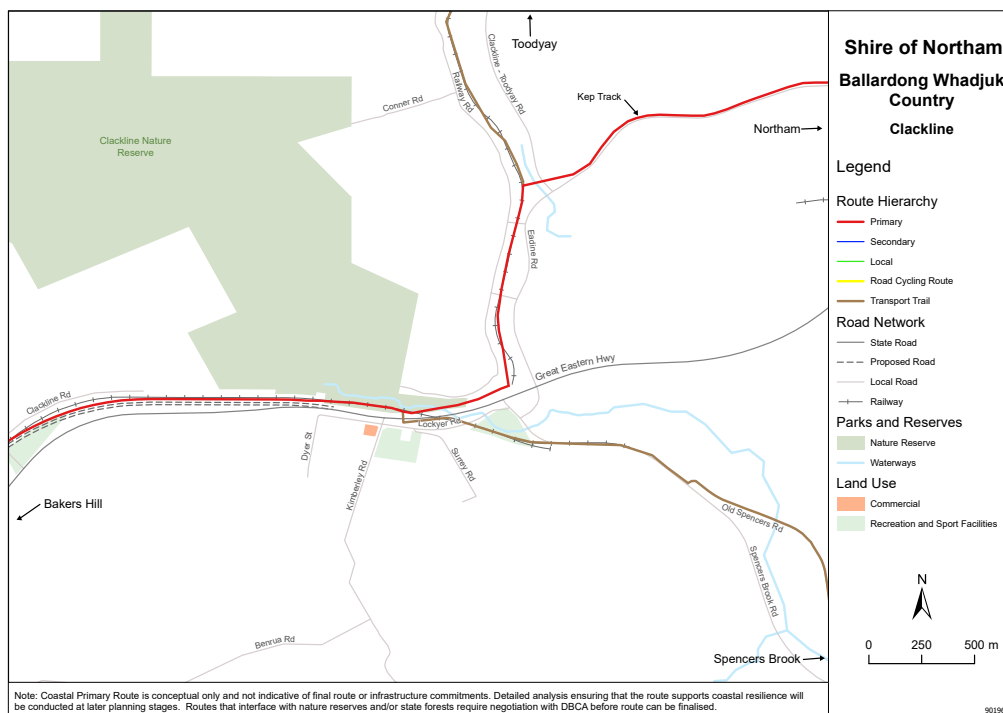 Toodyay
Clackline - Toodyay Rd
Railway Rd
Conner Rd
Kep Track
Northam
Clackline Nature
Reserve
Eadine Rd
Great Eastern Hwy
Clackline Rd
Lockyer Rd
Dyer St
Kimberley Rd
Surrey Rd
Bakers Hill
Old Spencers Rd
Spencers Brook Rd
Benrua Rd
Spencers Brook
Note: Coastal Primary Route is conceptual only and not indicative of final route or infrastructure commitments. Detailed analysis ensuring that the route supports coastal resilience will
be conducted at later planning stages. Routes that interface with nature reserves and/or state forests require negotiation with DBCA before route can be finalised.
Shire of Northam
Ballardong Whadjuk
Country
Clackline
Legend
Route Hierarchy
Primary
Secondary
Local
Road Cycling Route
Transport Trail
Road Network
State Road
Proposed Road
Local Road
Railway
Parks and Reserves
Nature Reserve
Waterways
Land Use
Commercial
Recreation and Sport Facilities
N
0 250 500 m